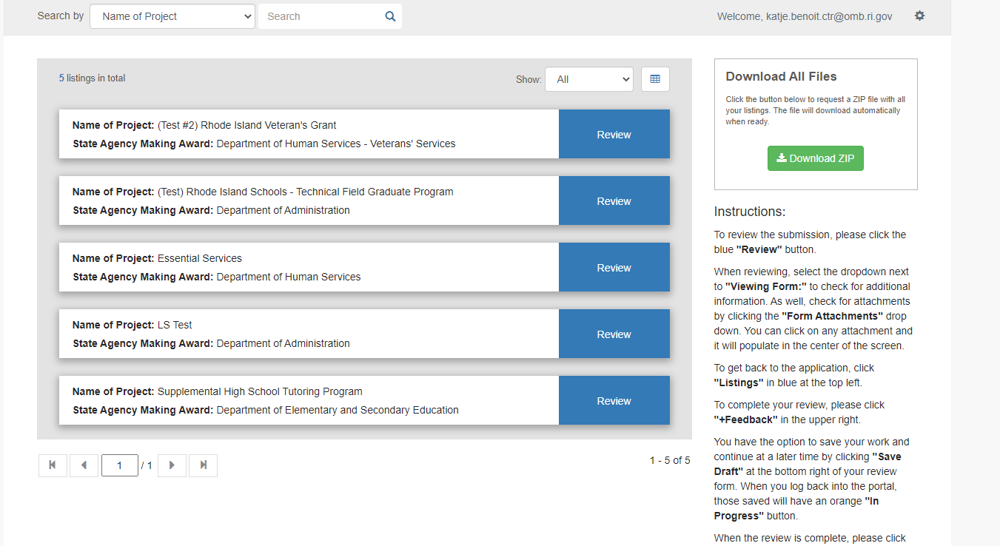 Search by Name of Project Search Welcome, katje.benoit.ctr@omb.ri.gov
5 listings in total Show: All
Name of Project: (Test #2) Rhode Island Veteran's Grant
State Agency Making Award: Department of Human Services - Veterans' Services
Review
Name of Project: (Test) Rhode Island Schools - Technical Field Graduate Program
State Agency Making Award: Department of Administration
Review
Name of Project: Essential Services
State Agency Making Award: Department of Human Services
Review
Name of Project: LS Test
State Agency Making Award: Department of Administration
Review
Name of Project: Supplemental High School Tutoring Program
State Agency Making Award: Department of Elementary and Secondary Education
Review
1 / 1 1 - 5 of 5
Download All Files
Click the button below to request a ZIP file with all
your listings. The file will download automatically
when ready.
Download ZIP
Instructions:
To review the submission, please click the
blue "Review" button.
When reviewing, select the dropdown next
to "Viewing Form:" to check for additional
information. As well, check for attachments
by clicking the "Form Attachments" drop
down. You can click on any attachment and
it will populate in the center of the screen.
To get back to the application, click
"Listings" in blue at the top left.
To complete your review, please click
"+Feedback" in the upper right.
You have the option to save your work and
continue at a later time by clicking "Save
Draft" at the bottom right of your review
form. When you log back into the portal,
those saved will have an orange "In
Progress" button.
When the review is complete, please click